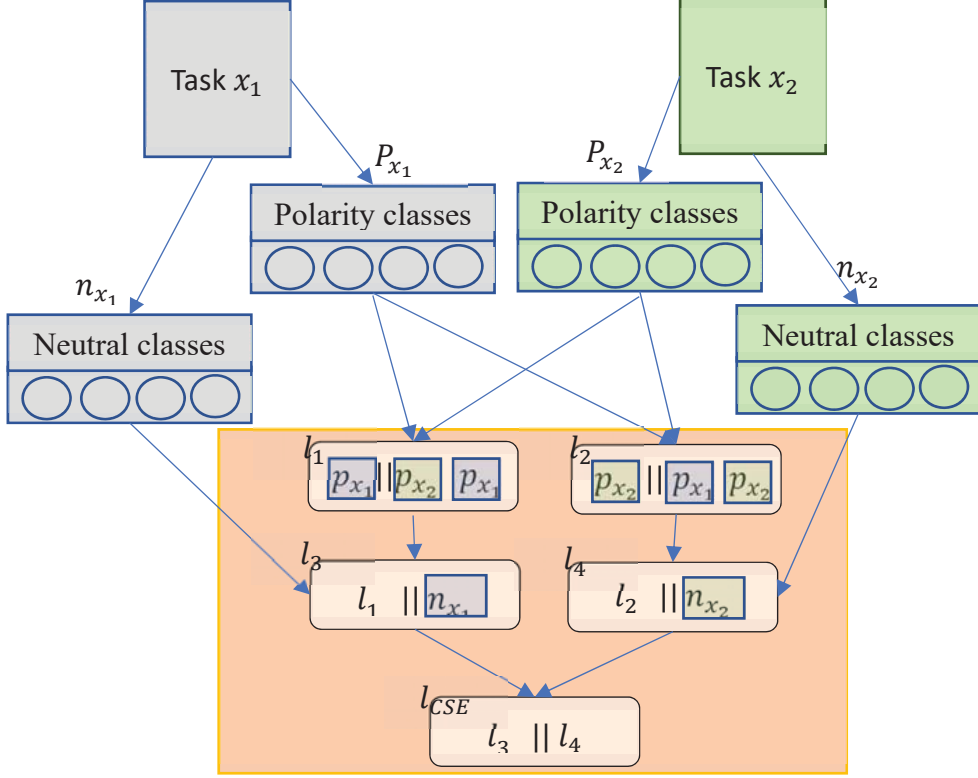 Task x₁
Task x₂
Pₓ₁
Pₓ₂
Polarity classes
Polarity classes
nₓ₁
nₓ₂
Neutral classes
Neutral classes
l₁
pₓ₁ || pₓ₂ pₓ₁
l₂
pₓ₂ || pₓ₁ pₓ₂
l₃
l₁ || nₓ₁
l₄
l₂ || nₓ₂
l_CSE
l₃ || l₄